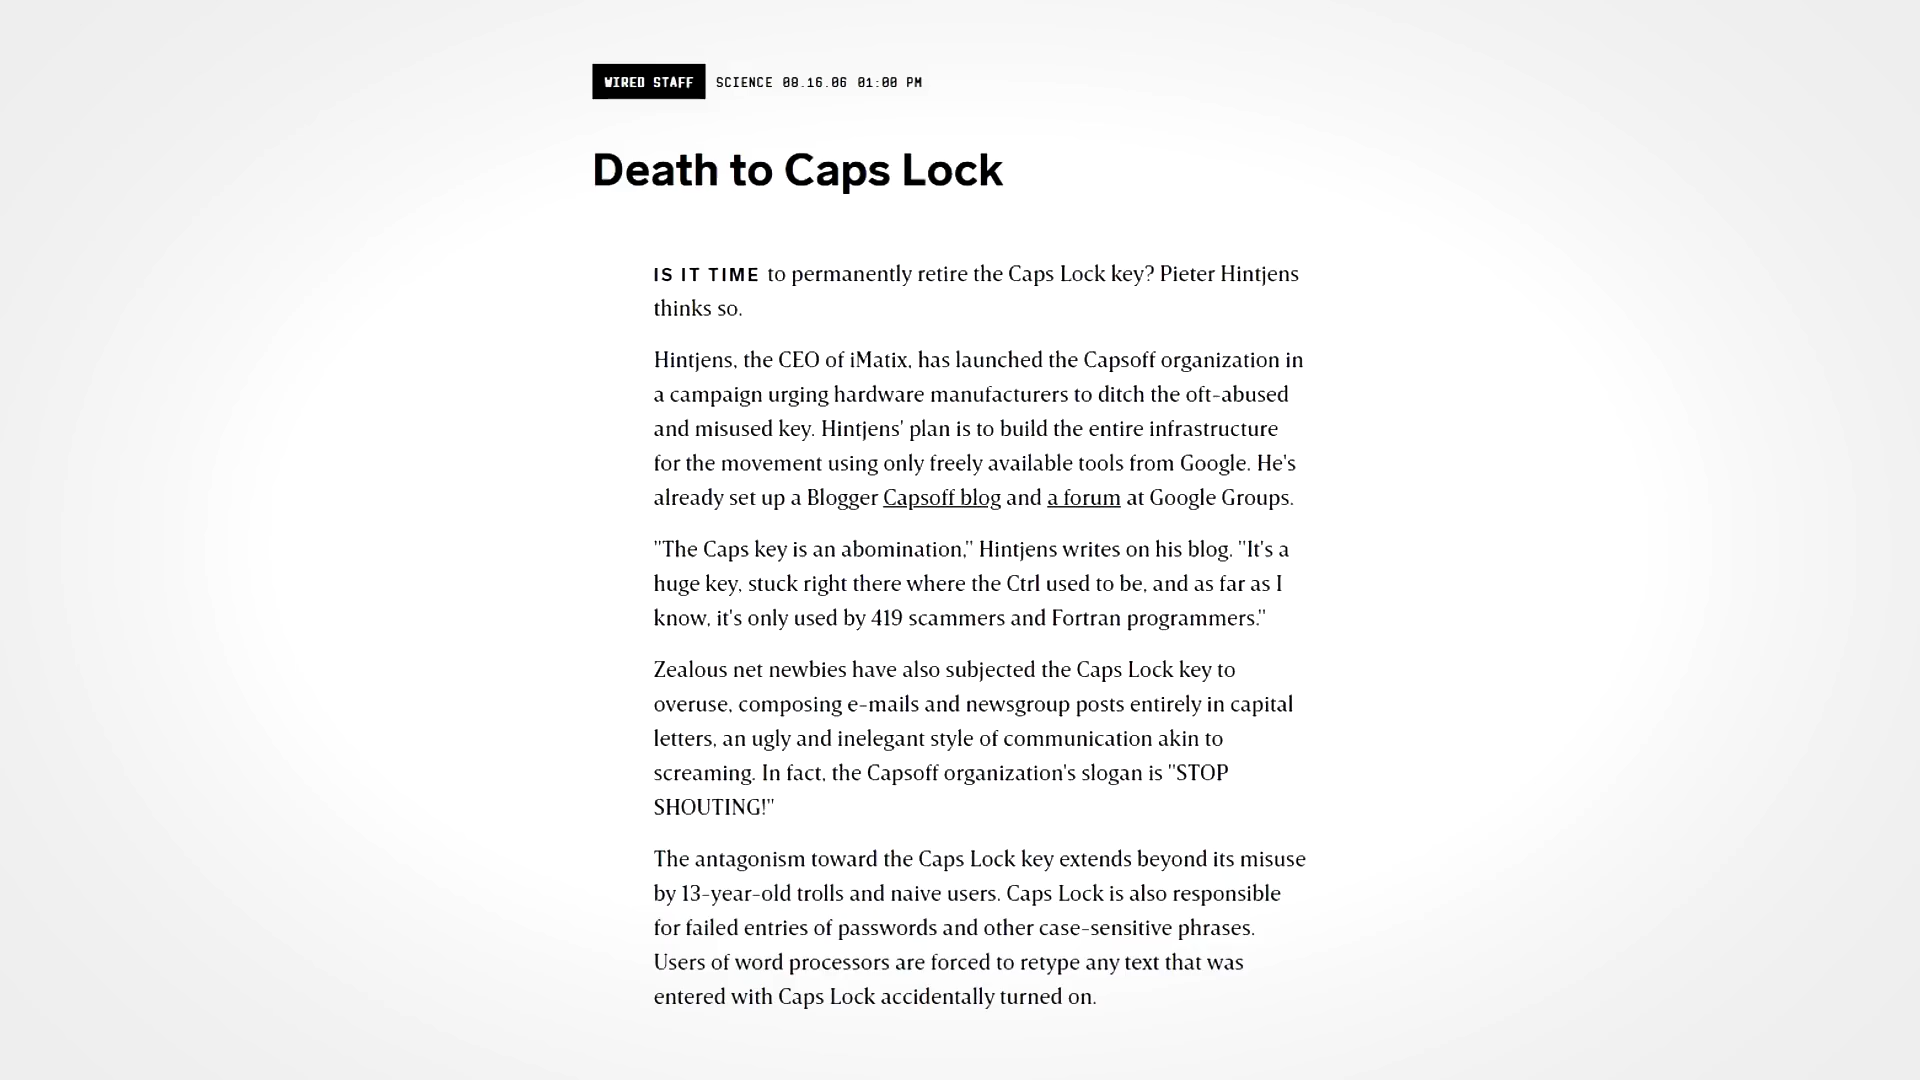 WIRED STAFF SCIENCE 08.16.06 01:00 PM
Death to Caps Lock
IS IT TIME to permanently retire the Caps Lock key? Pieter Hintjens
thinks so.
Hintjens, the CEO of iMatix, has launched the Capsoff organization in
a campaign urging hardware manufacturers to ditch the oft-abused
and misused key. Hintjens' plan is to build the entire infrastructure
for the movement using only freely available tools from Google. He's
already set up a Blogger Capsoff blog and a forum at Google Groups.
"The Caps key is an abomination," Hintjens writes on his blog. "It's a
huge key, stuck right there where the Ctrl used to be, and as far as I
know, it's only used by 419 scammers and Fortran programmers."
Zealous net newbies have also subjected the Caps Lock key to
overuse, composing e-mails and newsgroup posts entirely in capital
letters, an ugly and inelegant style of communication akin to
screaming. In fact, the Capsoff organization's slogan is "STOP
SHOUTING!"
The antagonism toward the Caps Lock key extends beyond its misuse
by 13-year-old trolls and naive users. Caps Lock is also responsible
for failed entries of passwords and other case-sensitive phrases.
Users of word processors are forced to retype any text that was
entered with Caps Lock accidentally turned on.